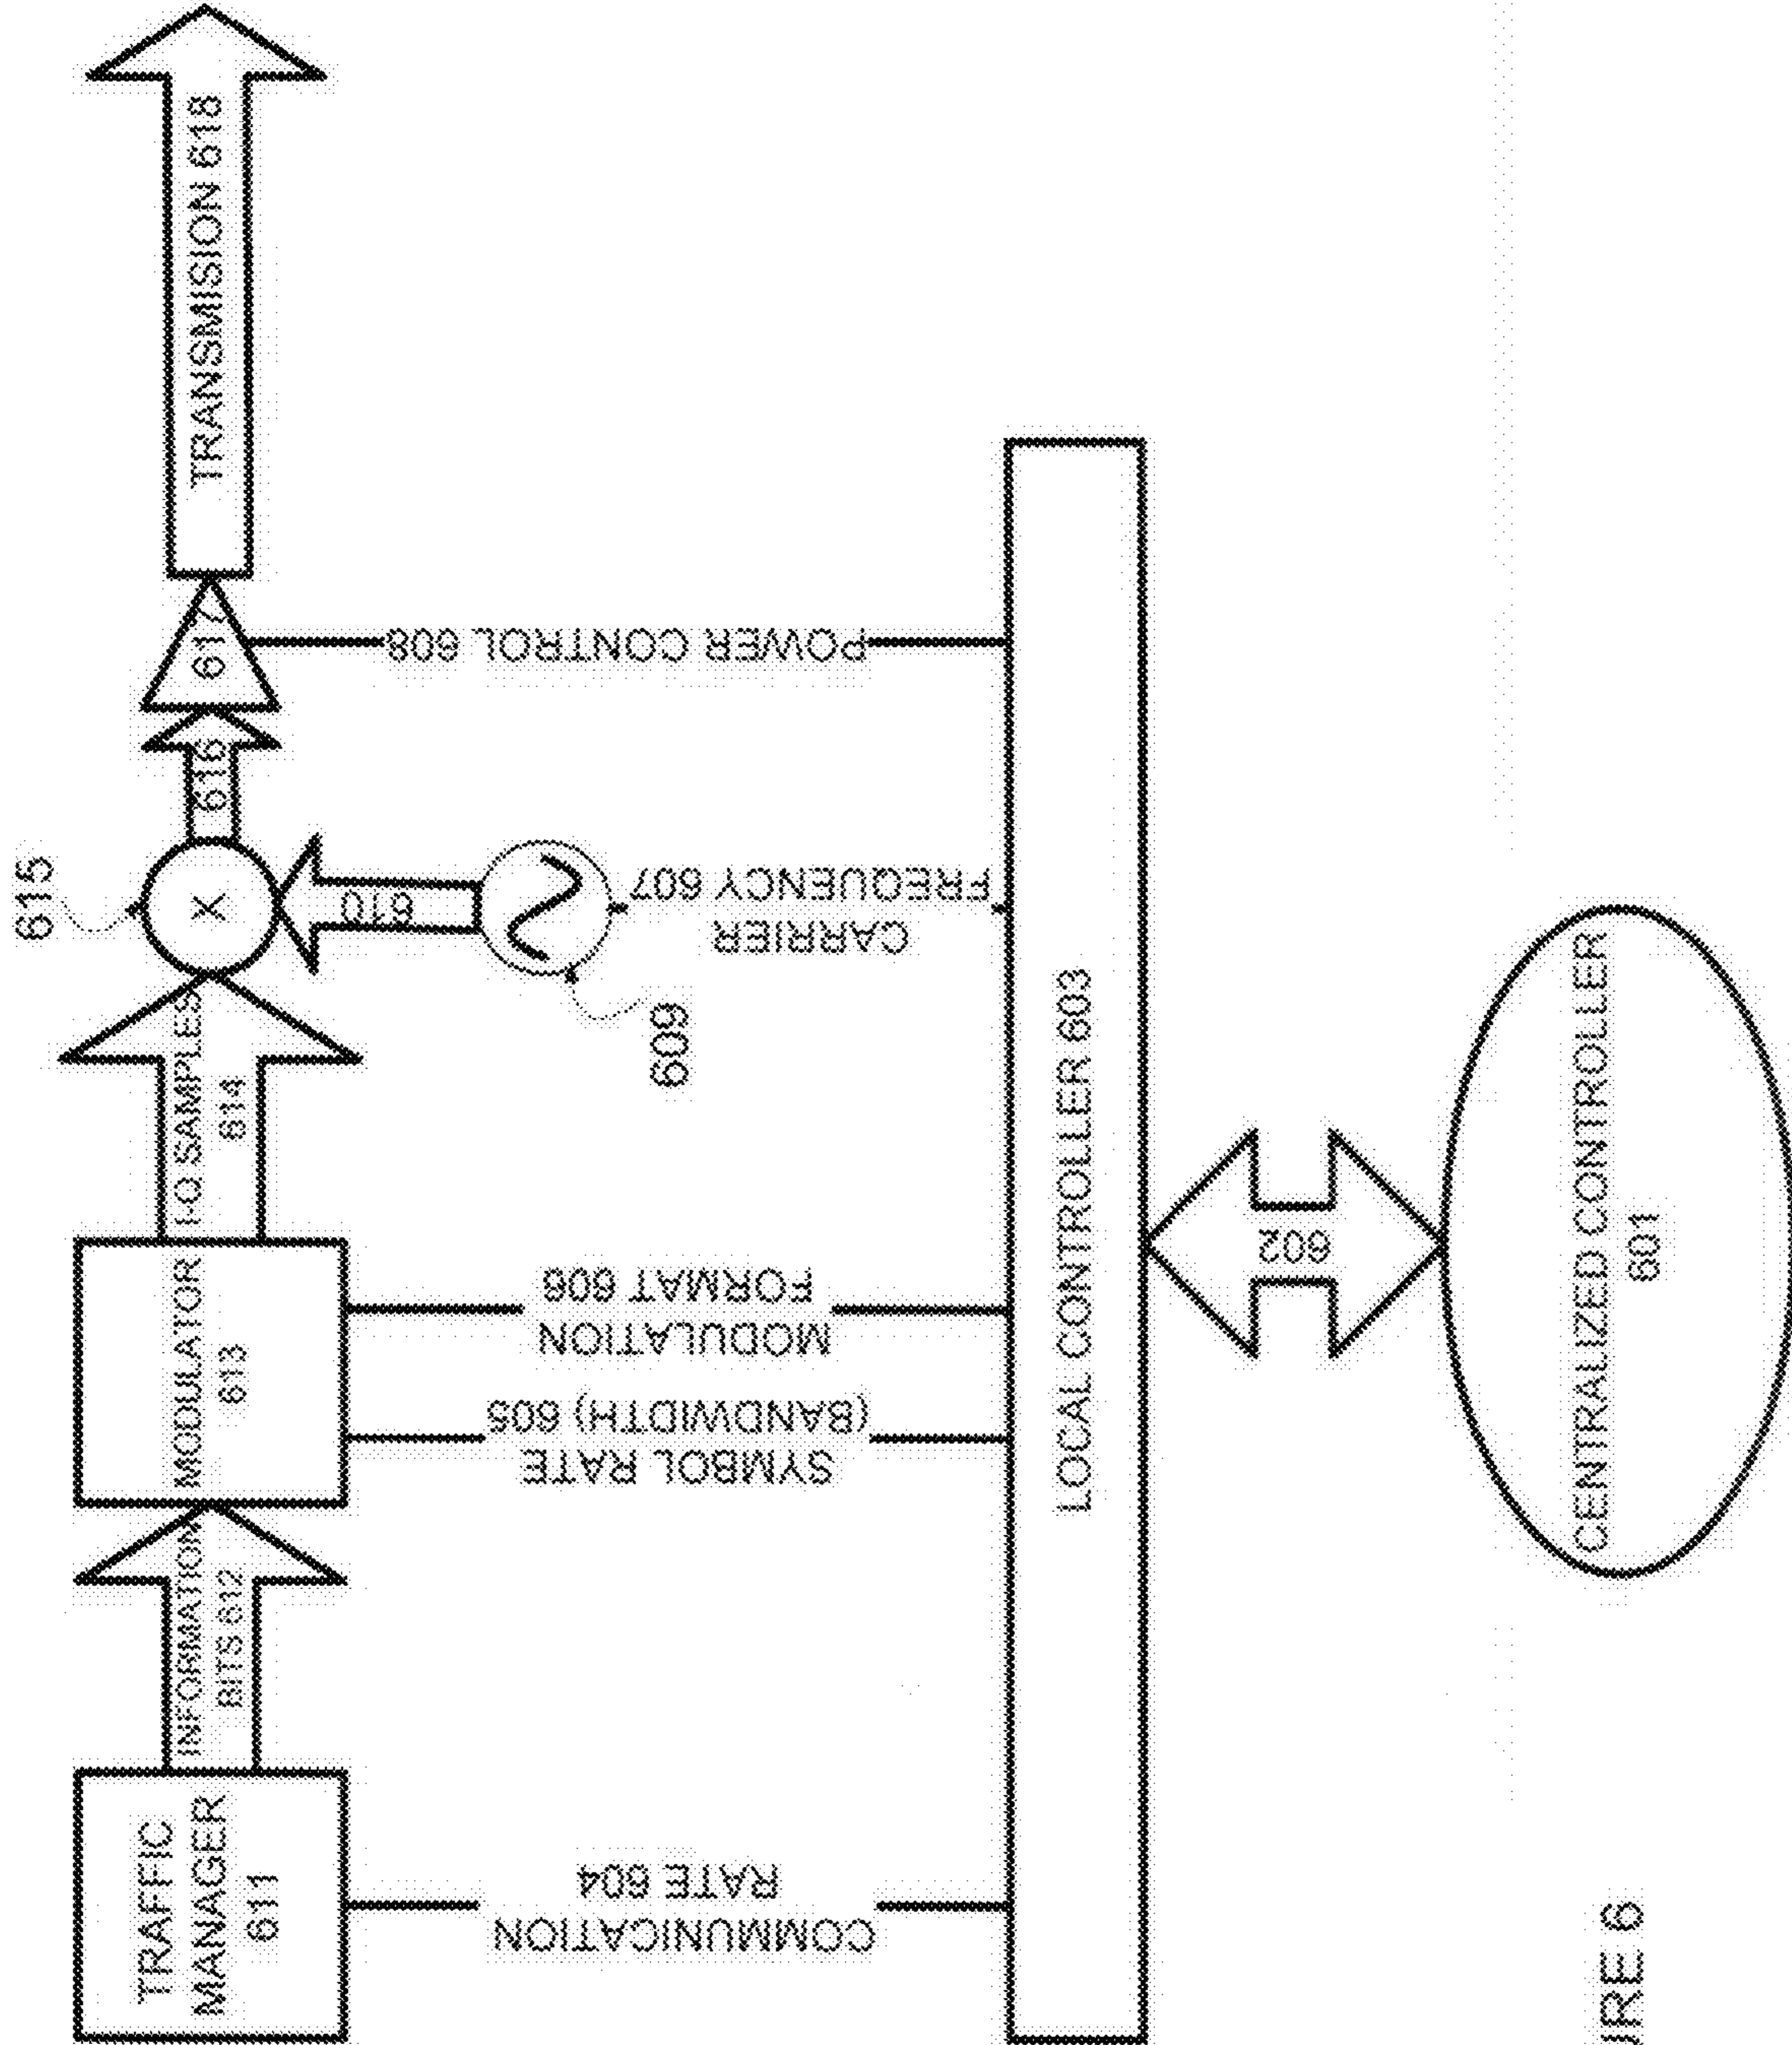 TRAFFIC
MANAGER
611
INFORMATION
BITS 612
MODULATOR
613
I-Q SAMPLES
614
615
X
616
617
TRANSMISION 618
610
609
COMMUNICATION
RATE 604
SYMBOL RATE
(BANDWIDTH) 605
MODULATION
FORMAT 606
CARRIER
FREQUENCY 607
POWER CONTROL 608
LOCAL CONTROLLER 603
602
CENTRALIZED CONTROLLER
601
IRE 6